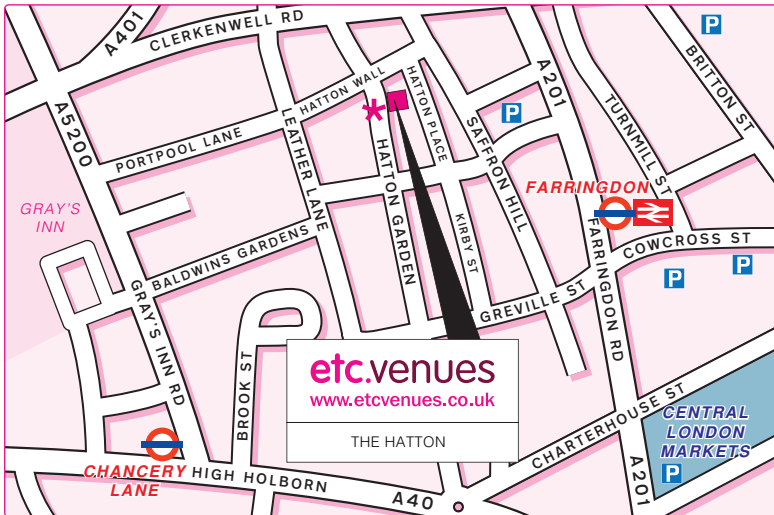 A401
CLERKENWELL RD
A5200
HATTON WALL
PORTPOOL LANE
LEATHER LANE
*
HATTON PLACE
HATTON GARDEN
SAFFRON HILL
KIRBY ST
A201
P
P
BRITTON ST
TURNMILL ST
FARRINGDON
FARRINGDON RD
COWCROSS ST
P
P
GRAY'S
INN
BALDWINS GARDENS
GRAY'S INN RD
GREVILLE ST
BROOK ST
etc.venues
www.etcvenues.co.uk
THE HATTON
CHARTERHOUSE ST
CENTRAL
LONDON
MARKETS
P
A201
CHANCERY
LANE
HIGH HOLBORN
A40